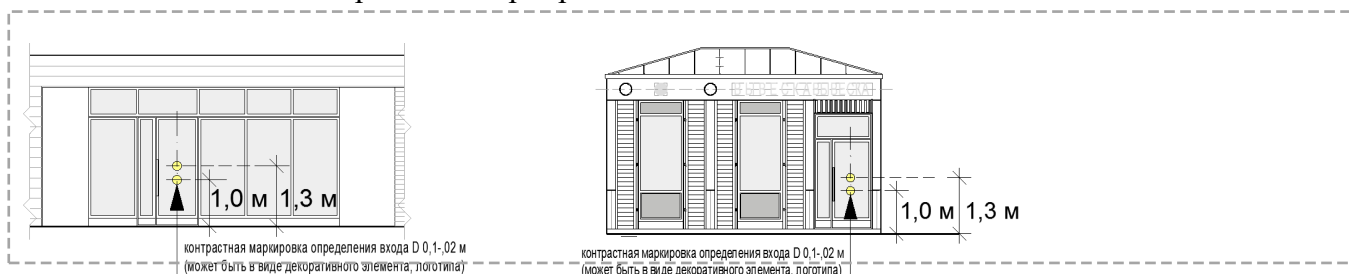 1,0 м 1,3 м
контрастная маркировка определения входа D 0,1-,02 м
(может быть в виде декоративного элемента, логотипа)
1,0 м 1,3 м
контрастная маркировка определения входа D 0,1-,02 м
(может быть в виде декоративного элемента, логотипа)